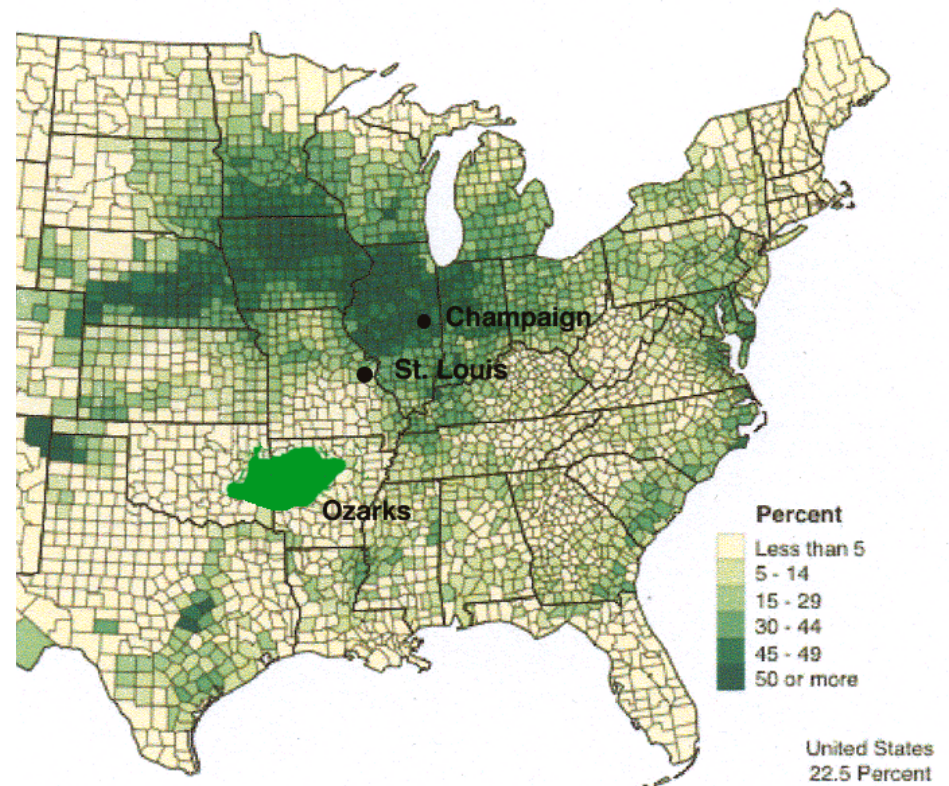 Champaign
St. Louis
Ozarks
Percent
Less than 5
5 - 14
15 - 29
30 - 44
45 - 49
50 or more
United States
22.5 Percent